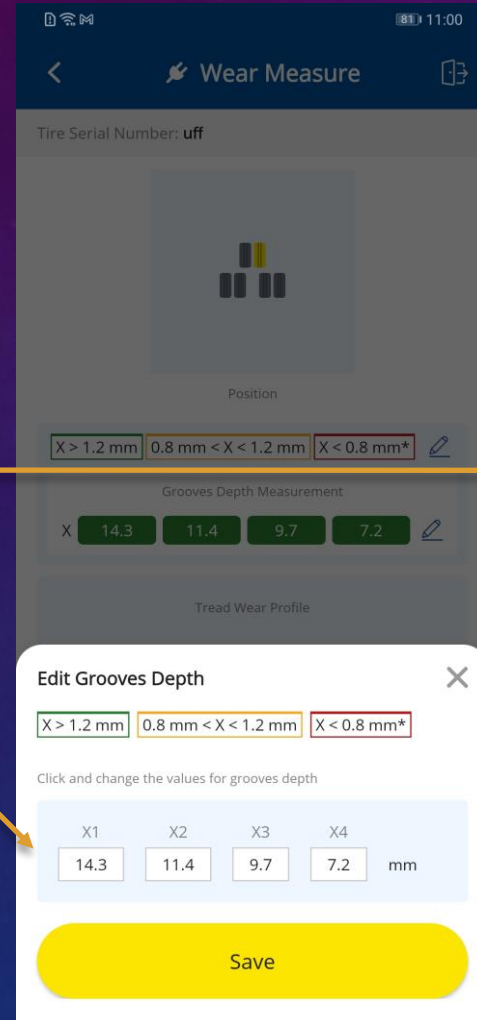 81 11:00
Wear Measure
Tire Serial Number: uff
Position
X > 1.2 mm 0.8 mm < X < 1.2 mm X < 0.8 mm*
Grooves Depth Measurement
X 14.3 11.4 9.7 7.2
Tread Wear Profile
Edit Grooves Depth
X > 1.2 mm 0.8 mm < X < 1.2 mm X < 0.8 mm*
Click and change the values for grooves depth
X1 X2 X3 X4
14.3 11.4 9.7 7.2 mm
Save